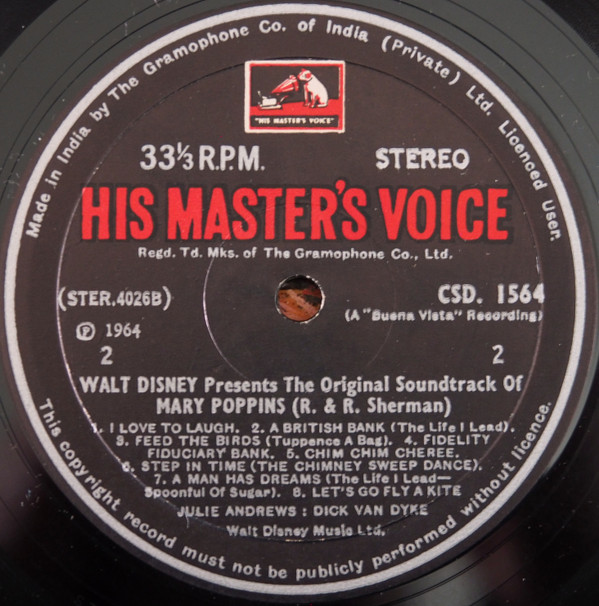 Made in India by The Gramophone Co. of India (Private) Ltd. Licenced User.
"HIS MASTER'S VOICE"
33⅓ R.P.M. STEREO
HIS MASTER'S VOICE
Regd. Td. Mks. of The Gramophone Co., Ltd.
(STER.4026B) CSD. 1564
(A "Buena Vista" Recording)
℗ 1964
2 2
WALT DISNEY Presents The Original Soundtrack Of
MARY POPPINS (R. & R. Sherman)
1. I LOVE TO LAUGH. 2. A BRITISH BANK (The Life I Lead).
3. FEED THE BIRDS (Tuppence A Bag). 4. FIDELITY
FIDUCIARY BANK. 5. CHIM CHIM CHEREE.
6. STEP IN TIME (THE CHIMNEY SWEEP DANCE).
7. A MAN HAS DREAMS (The Life I Lead—
Spoonful Of Sugar). 8. LET'S GO FLY A KITE
JULIE ANDREWS : DICK VAN DYKE
Walt Disney Music Ltd.
This copyright record must not be publicly performed without licence.